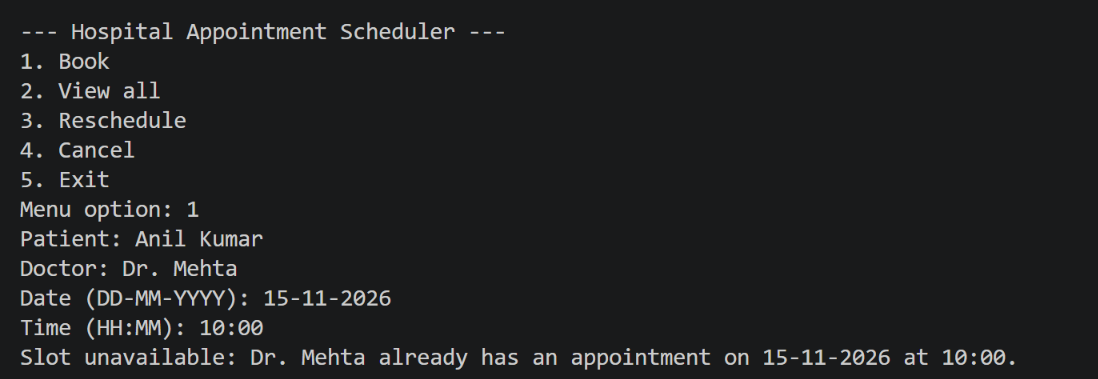 --- Hospital Appointment Scheduler ---
1. Book
2. View all
3. Reschedule
4. Cancel
5. Exit
Menu option: 1
Patient: Anil Kumar
Doctor: Dr. Mehta
Date (DD-MM-YYYY): 15-11-2026
Time (HH:MM): 10:00
Slot unavailable: Dr. Mehta already has an appointment on 15-11-2026 at 10:00.